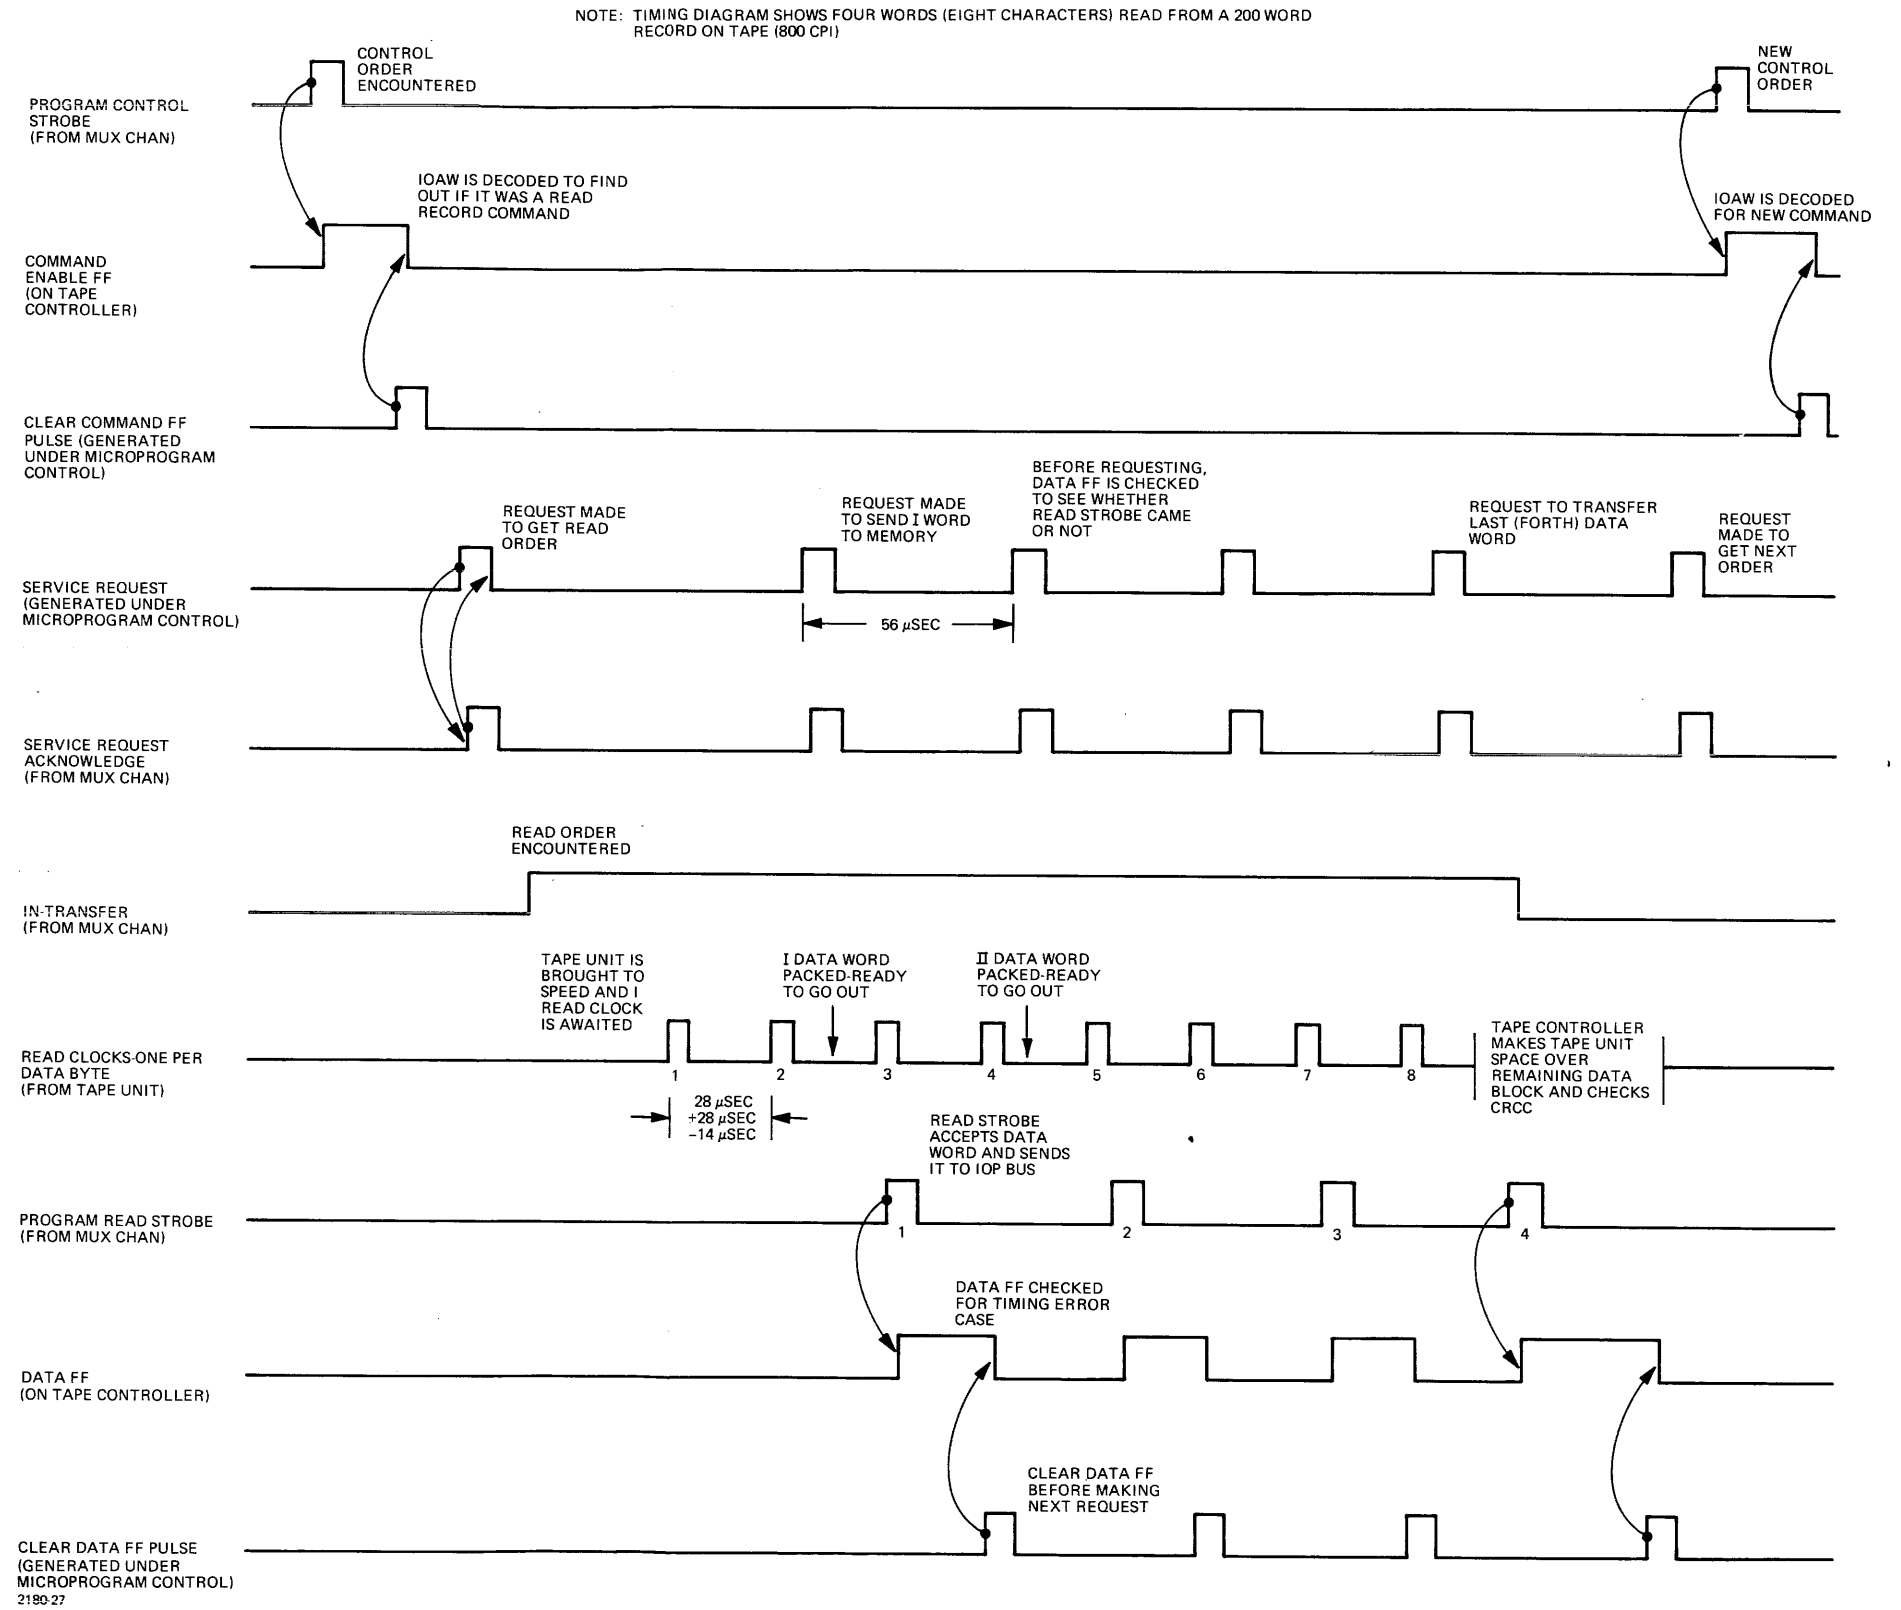 NOTE: TIMING DIAGRAM SHOWS FOUR WORDS (EIGHT CHARACTERS) READ FROM A 200 WORD
RECORD ON TAPE (800 CPI)
CONTROL
ORDER
ENCOUNTERED
NEW
CONTROL
ORDER
PROGRAM CONTROL
STROBE
(FROM MUX CHAN)
IOAW IS DECODED TO FIND
OUT IF IT WAS A READ
RECORD COMMAND
IOAW IS DECODED
FOR NEW COMMAND
COMMAND
ENABLE FF
(ON TAPE
CONTROLLER)
CLEAR COMMAND FF
PULSE (GENERATED
UNDER MICROPROGRAM
CONTROL)
REQUEST MADE
TO GET READ
ORDER
REQUEST MADE
TO SEND I WORD
TO MEMORY
BEFORE REQUESTING,
DATA FF IS CHECKED
TO SEE WHETHER
READ STROBE CAME
OR NOT
REQUEST TO TRANSFER
LAST (FORTH) DATA
WORD
REQUEST
MADE TO
GET NEXT
ORDER
SERVICE REQUEST
(GENERATED UNDER
MICROPROGRAM CONTROL)
56 µSEC
SERVICE REQUEST
ACKNOWLEDGE
(FROM MUX CHAN)
READ ORDER
ENCOUNTERED
IN-TRANSFER
(FROM MUX CHAN)
TAPE UNIT IS
BROUGHT TO
SPEED AND I
READ CLOCK
IS AWAITED
I DATA WORD
PACKED-READY
TO GO OUT
II DATA WORD
PACKED-READY
TO GO OUT
TAPE CONTROLLER
MAKES TAPE UNIT
SPACE OVER
REMAINING DATA
BLOCK AND CHECKS
CRCC
READ CLOCKS-ONE PER
DATA BYTE
(FROM TAPE UNIT)
1 2 3 4 5 6 7 8
28 µSEC
+28 µSEC
-14 µSEC
READ STROBE
ACCEPTS DATA
WORD AND SENDS
IT TO IOP BUS
PROGRAM READ STROBE
(FROM MUX CHAN)
1 2 3 4
DATA FF CHECKED
FOR TIMING ERROR
CASE
DATA FF
(ON TAPE CONTROLLER)
CLEAR DATA FF
BEFORE MAKING
NEXT REQUEST
CLEAR DATA FF PULSE
(GENERATED UNDER
MICROPROGRAM CONTROL)
2180-27